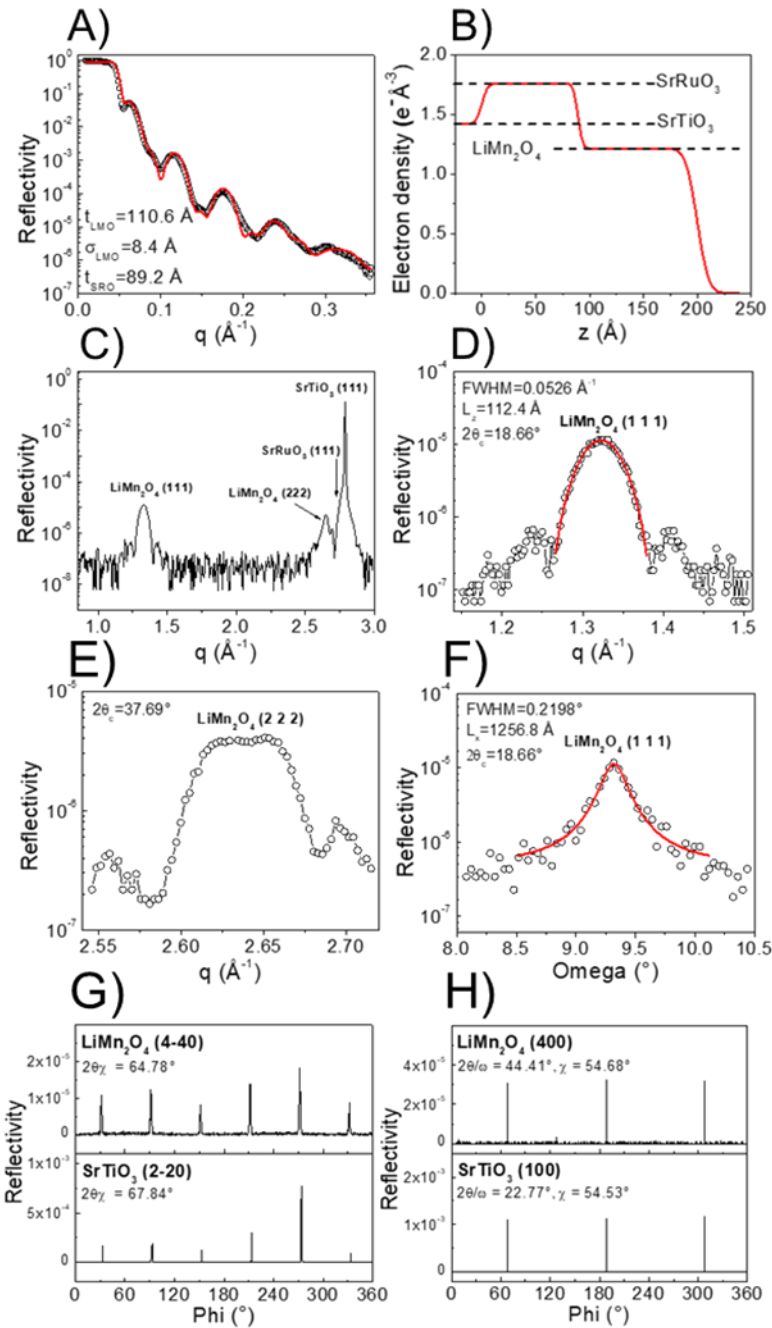 A)
10⁰
10⁻¹
10⁻²
10⁻³
10⁻⁴
10⁻⁵
10⁻⁶
Reflectivity
t_LMO=110.6 Å
σ_LMO=8.4 Å
t_SRO=89.2 Å
0.0 0.1 0.2 0.3
q (Å⁻¹)
B)
2.0
1.5
1.0
0.5
0.0
Electron density (e⁻Å⁻³)
SrRuO₃
SrTiO₃
LiMn₂O₄
0 50 100 150 200 250
z (Å)
C)
10⁰
10⁻²
10⁻⁴
10⁻⁶
10⁻⁸
Reflectivity
SrTiO₃ (111)
SrRuO₃ (111)
LiMn₂O₄ (111)
LiMn₂O₄ (222)
1.0 1.5 2.0 2.5 3.0
q (Å⁻¹)
D)
10⁻⁴
10⁻⁵
10⁻⁶
10⁻⁷
Reflectivity
FWHM=0.0526 Å⁻¹
L_z=112.4 Å
2θ_c=18.66°
LiMn₂O₄ (1 1 1)
1.2 1.3 1.4 1.5
q (Å⁻¹)
E)
10⁻⁵
10⁻⁶
10⁻⁷
Reflectivity
2θ_c=37.69°
LiMn₂O₄ (2 2 2)
2.50 2.60 2.65 2.70
q (Å⁻¹)
F)
10⁻⁴
10⁻⁵
10⁻⁶
10⁻⁷
Reflectivity
FWHM=0.2198°
L_x=1256.8 Å
2θ_c=18.66°
LiMn₂O₄ (1 1 1)
8.0 8.5 9.0 9.5 10.0 10.5
Omega (°)
G)
LiMn₂O₄ (4-40)
2θχ = 64.78°
2x10⁻⁵
1x10⁻⁵
0
Reflectivity
SrTiO₃ (2-20)
2θχ = 67.84°
1x10⁻³
5x10⁻⁴
0
0 60 120 180 240 300 360
Phi (°)
H)
LiMn₂O₄ (400)
2θ/ω = 44.41°, χ = 54.68°
4x10⁻⁵
2x10⁻⁵
0
Reflectivity
SrTiO₃ (100)
2θ/ω = 22.77°, χ = 54.53°
2x10⁻³
1x10⁻³
0
0 60 120 180 240 300 360
Phi (°)